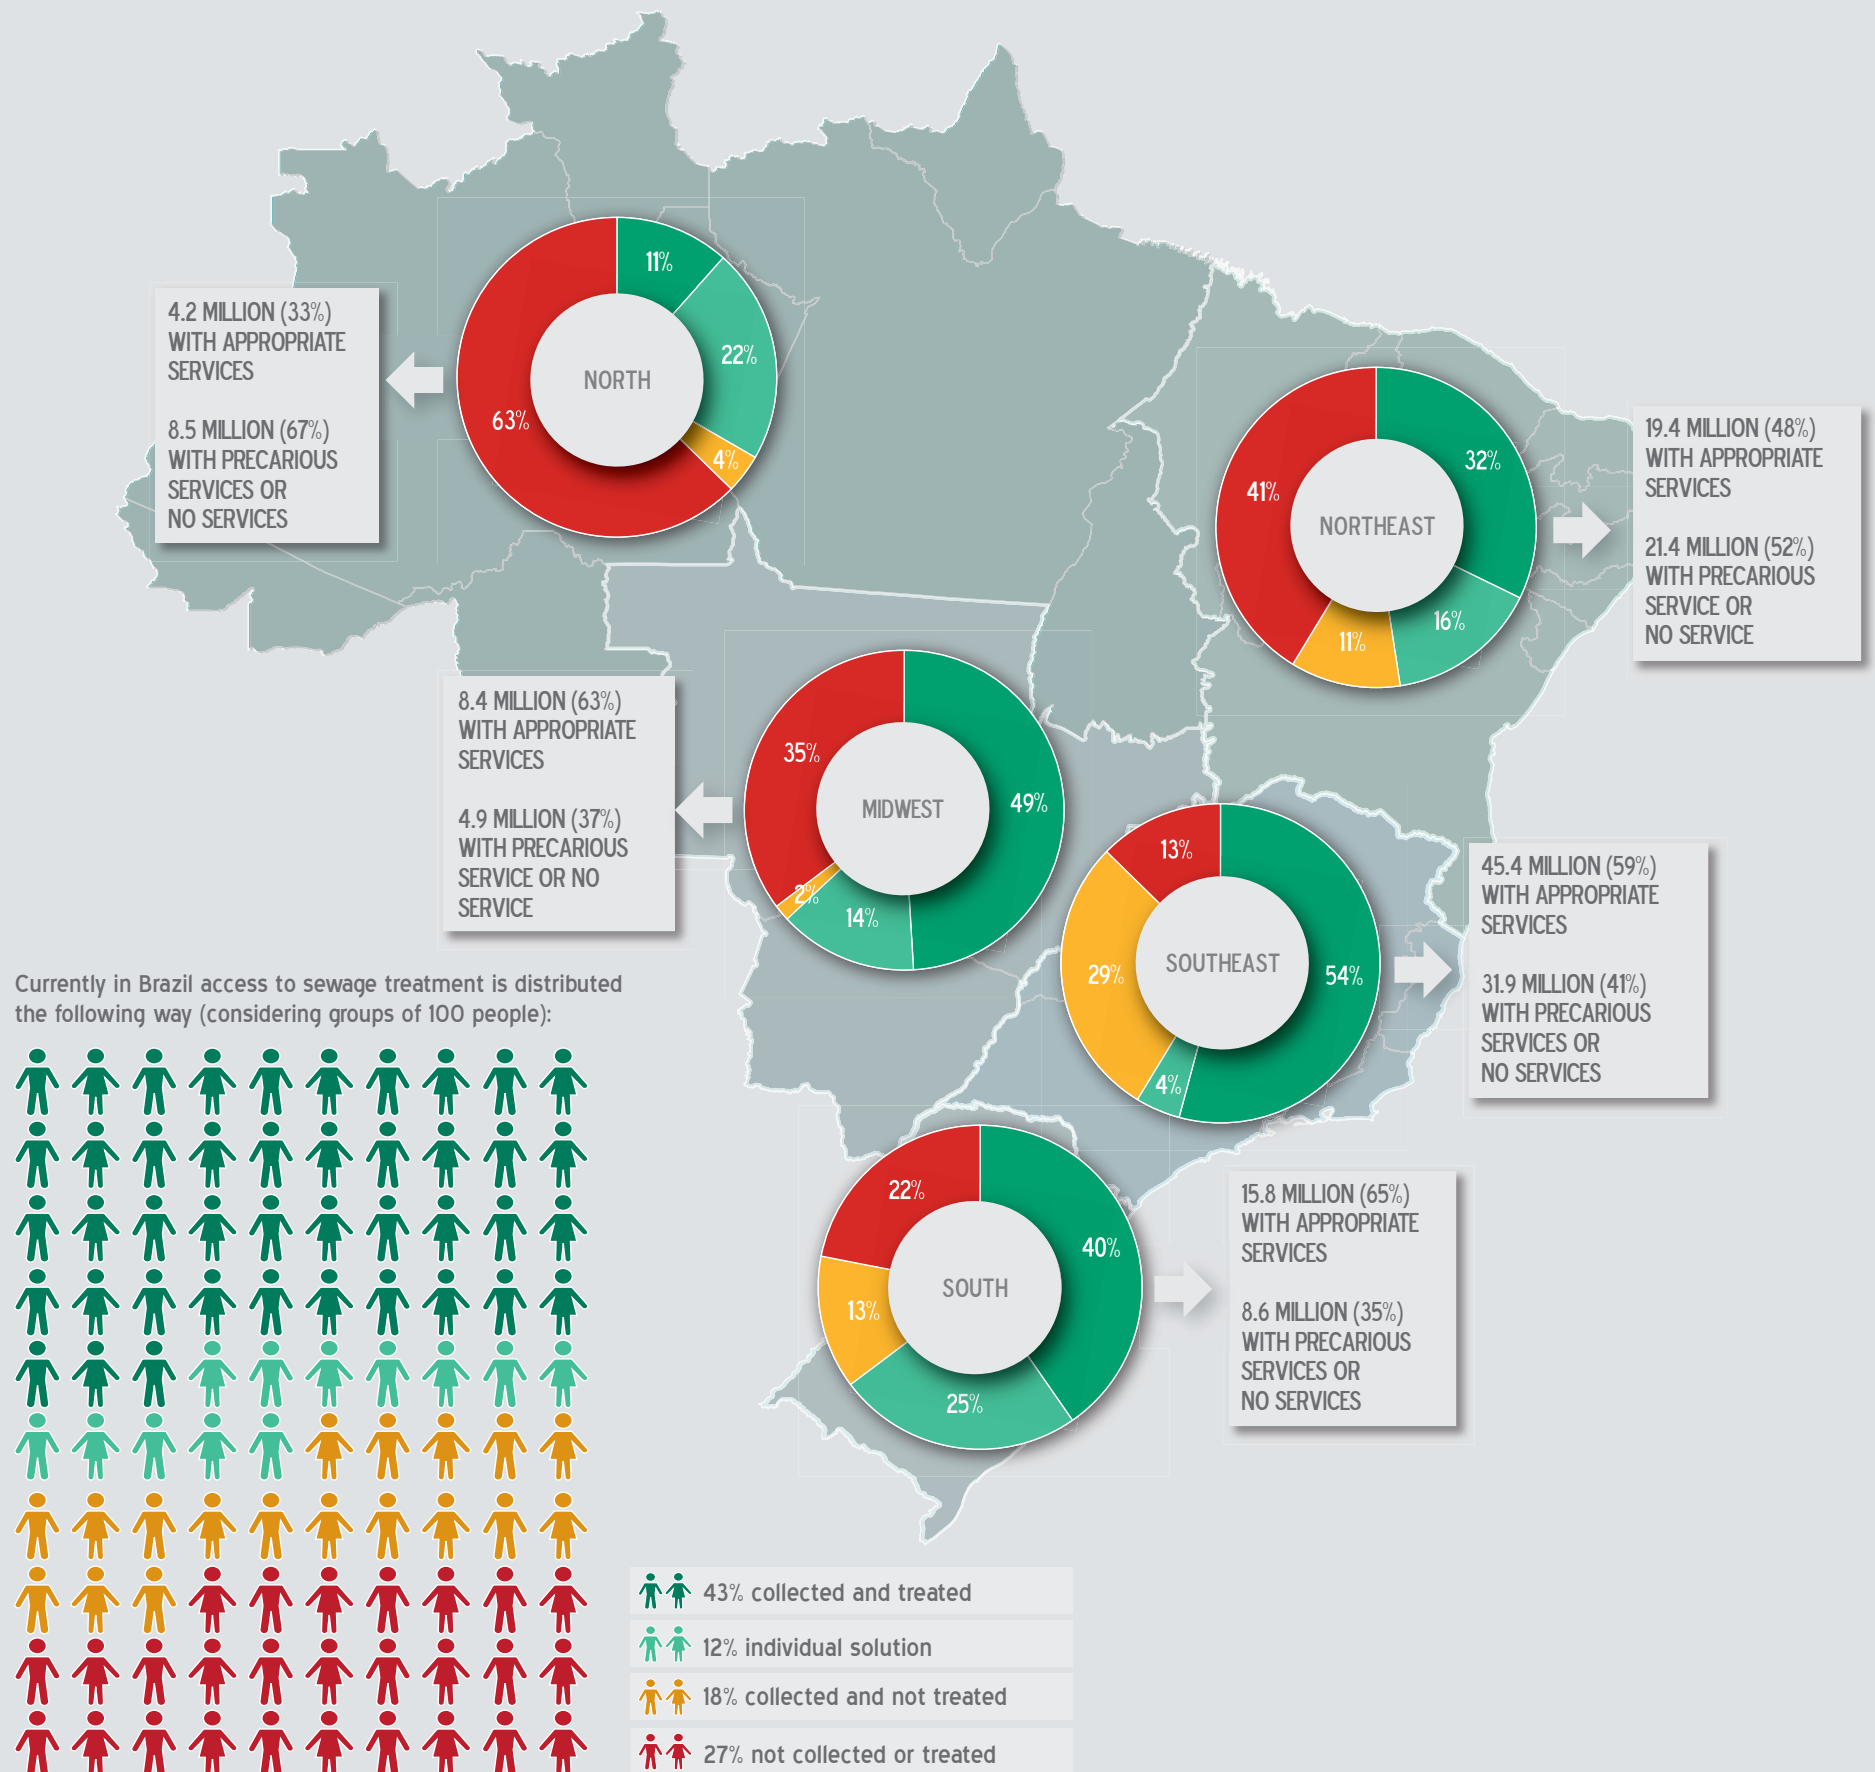 11%
22%
4%
63%
NORTH
4.2 MILLION (33%)
WITH APPROPRIATE
SERVICES
8.5 MILLION (67%)
WITH PRECARIOUS
SERVICES OR
NO SERVICES
32%
16%
11%
41%
NORTHEAST
19.4 MILLION (48%)
WITH APPROPRIATE
SERVICES
21.4 MILLION (52%)
WITH PRECARIOUS
SERVICE OR
NO SERVICE
8.4 MILLION (63%)
WITH APPROPRIATE
SERVICES
4.9 MILLION (37%)
WITH PRECARIOUS
SERVICE OR NO
SERVICE
35%
49%
2%
14%
MIDWEST
13%
29%
54%
4%
SOUTHEAST
45.4 MILLION (59%)
WITH APPROPRIATE
SERVICES
31.9 MILLION (41%)
WITH PRECARIOUS
SERVICES OR
NO SERVICES
22%
40%
13%
25%
SOUTH
15.8 MILLION (65%)
WITH APPROPRIATE
SERVICES
8.6 MILLION (35%)
WITH PRECARIOUS
SERVICES OR
NO SERVICES
Currently in Brazil access to sewage treatment is distributed
the following way (considering groups of 100 people):
43% collected and treated
12% individual solution
18% collected and not treated
27% not collected or treated